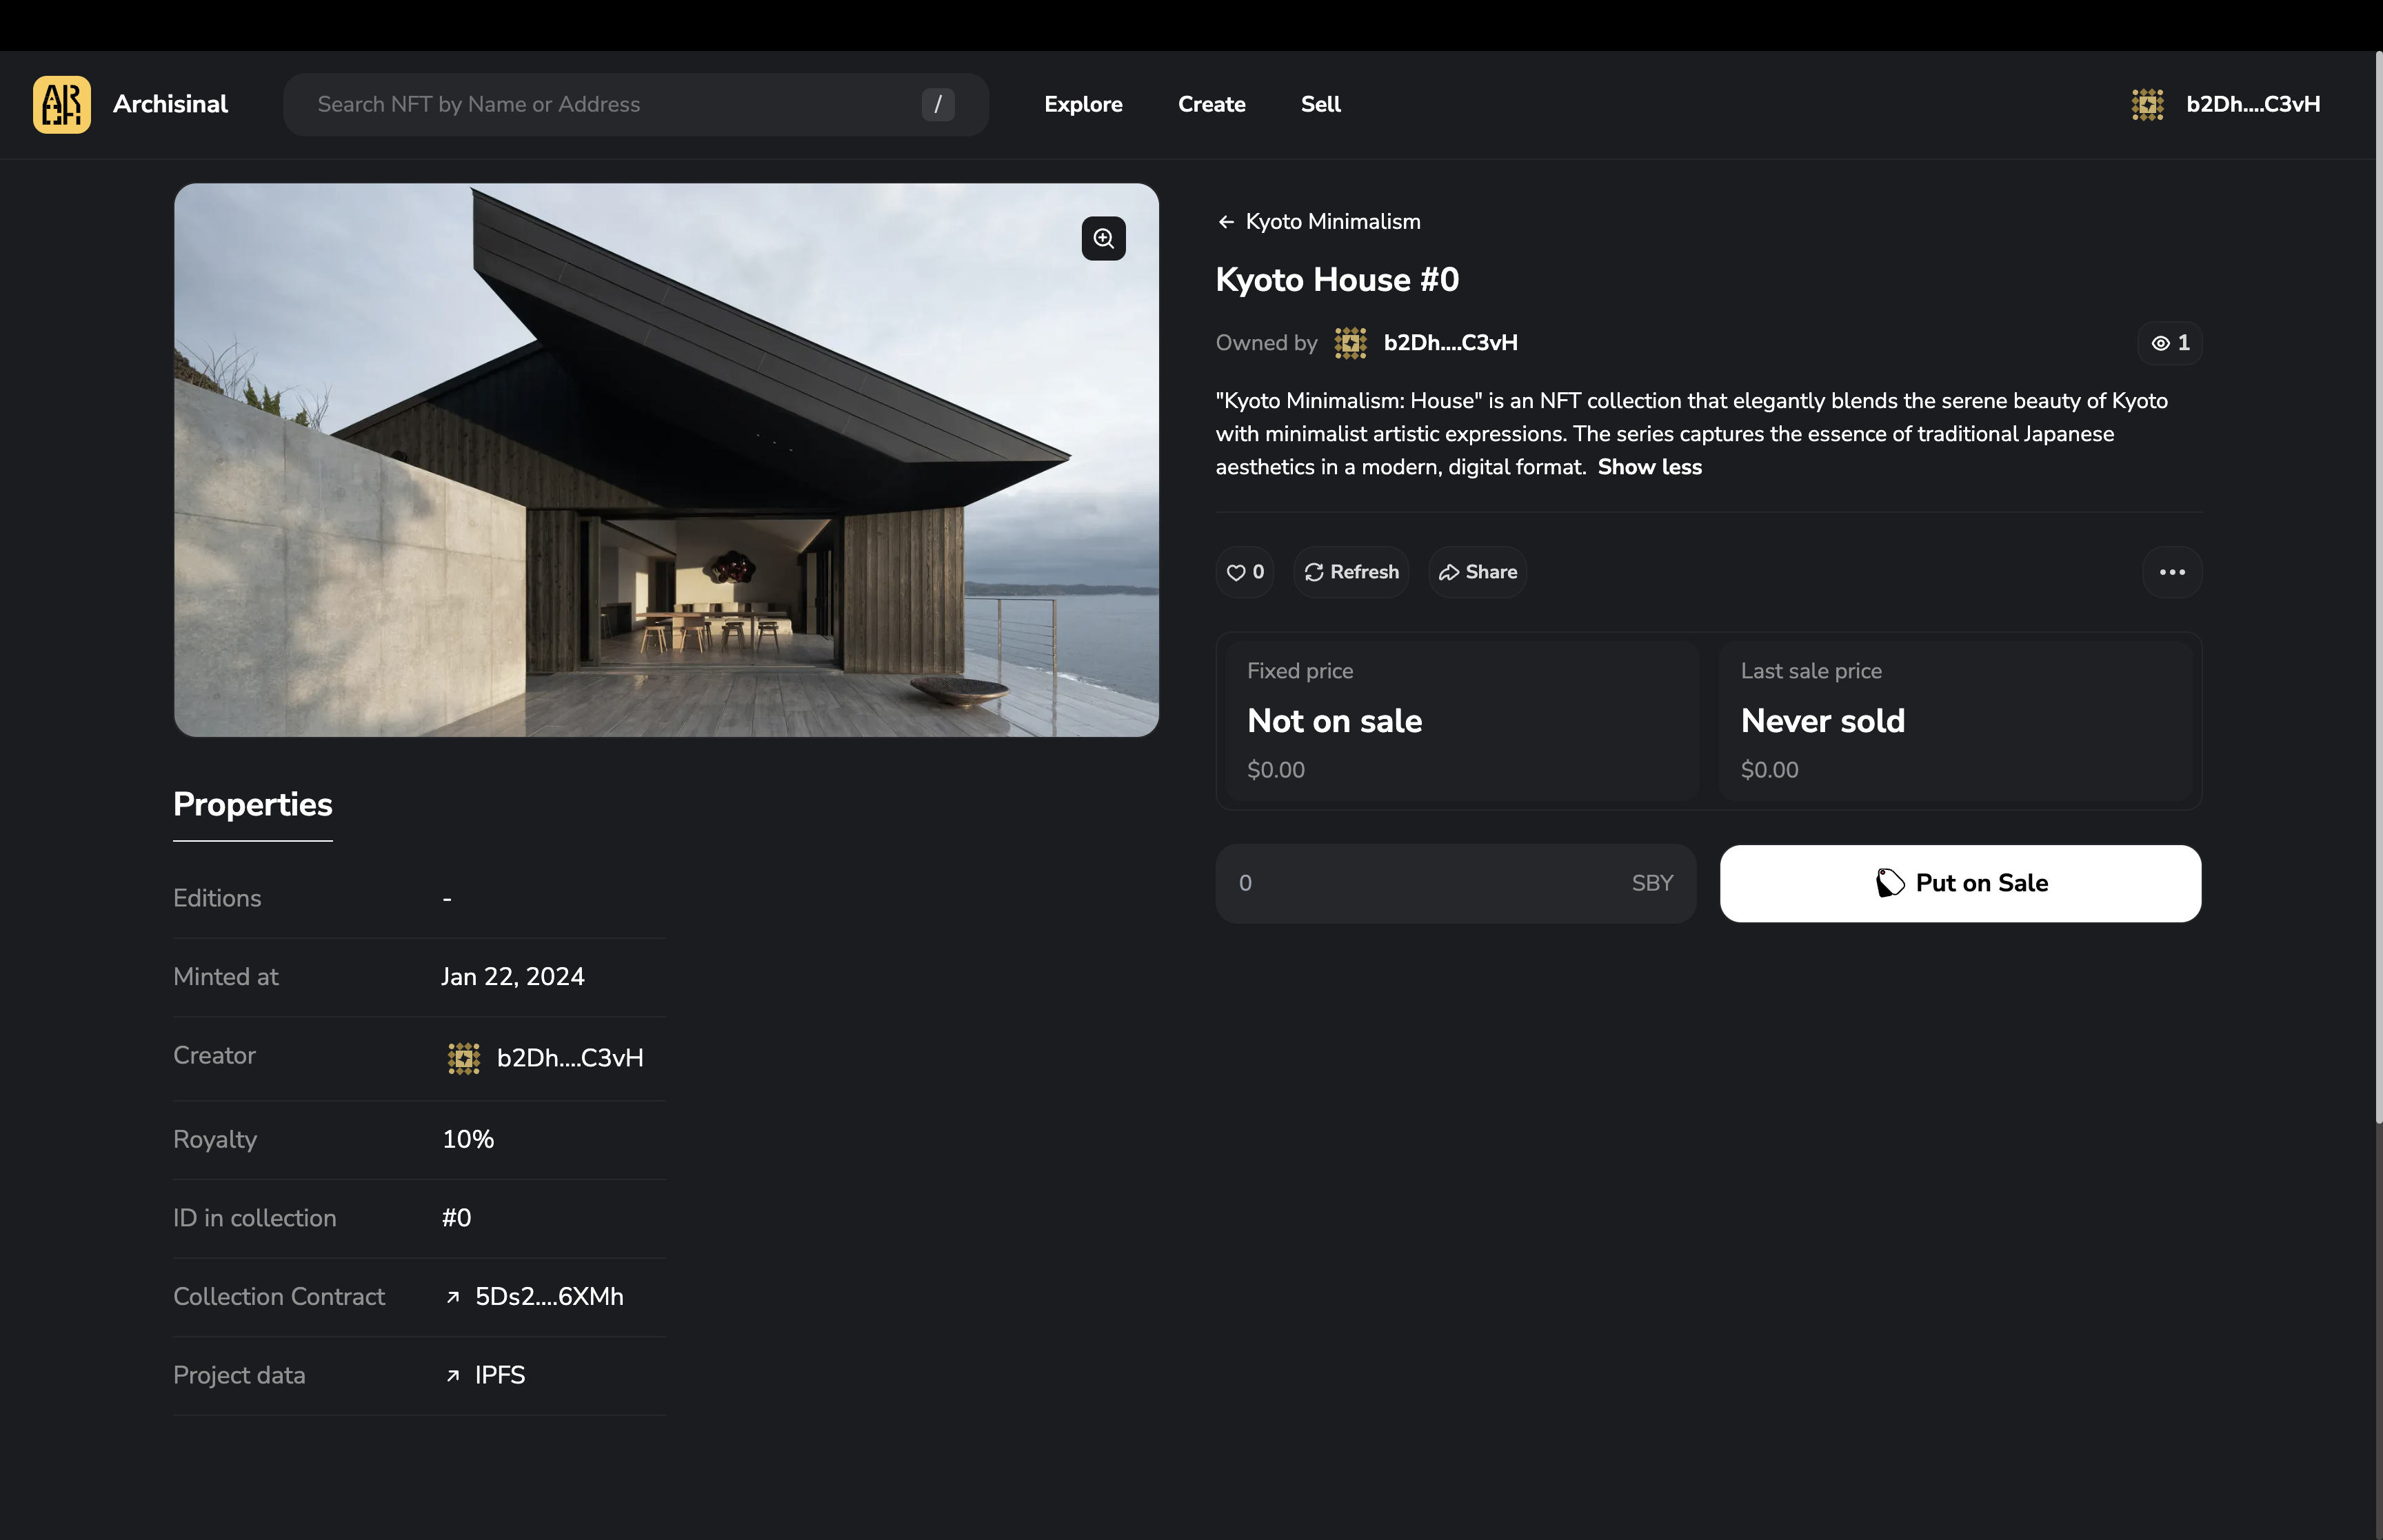 ARCHI
Archisinal
Search NFT by Name or Address
/
Explore
Create
Sell
b2Dh....C3vH
Kyoto Minimalism
Kyoto House #0
Owned by b2Dh....C3vH
1
"Kyoto Minimalism: House" is an NFT collection that elegantly blends the serene beauty of Kyoto
with minimalist artistic expressions. The series captures the essence of traditional Japanese
aesthetics in a modern, digital format. Show less
0
Refresh
Share
Fixed price
Not on sale
$0.00
Last sale price
Never sold
$0.00
0 SBY
Put on Sale
Properties
Editions -
Minted at Jan 22, 2024
Creator b2Dh....C3vH
Royalty 10%
ID in collection #0
Collection Contract 5Ds2....6XMh
Project data IPFS